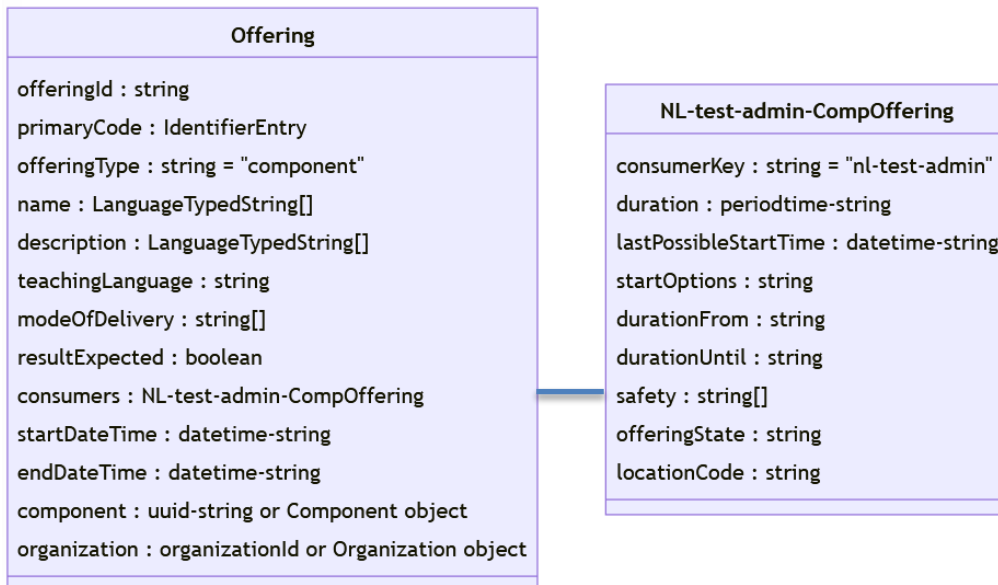 Offering
offeringId : string
primaryCode : IdentifierEntry
offeringType : string = "component"
name : LanguageTypedString[]
description : LanguageTypedString[]
teachingLanguage : string
modeOfDelivery : string[]
resultExpected : boolean
consumers : NL-test-admin-CompOffering
startDateTime : datetime-string
endDateTime : datetime-string
component : uuid-string or Component object
organization : organizationId or Organization object
NL-test-admin-CompOffering
consumerKey : string = "nl-test-admin"
duration : periodtime-string
lastPossibleStartTime : datetime-string
startOptions : string
durationFrom : string
durationUntil : string
safety : string[]
offeringState : string
locationCode : string